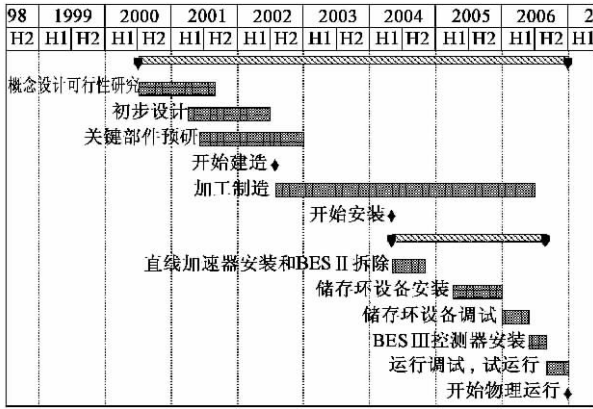 98 1999 2000 2001 2002 2003 2004 2005 2006 2
H2 H1 H2 H1 H2 H1 H2 H1 H2 H1 H2 H1 H2 H1 H2 H1 H2 H1
概念设计可行性研究
初步设计
关键部件预研
开始建造
加工制造
开始安装
直线加速器安装和BES II 拆除
储存环设备安装
储存环设备调试
BESIII控测器安装
运行调试，试运行
开始物理运行